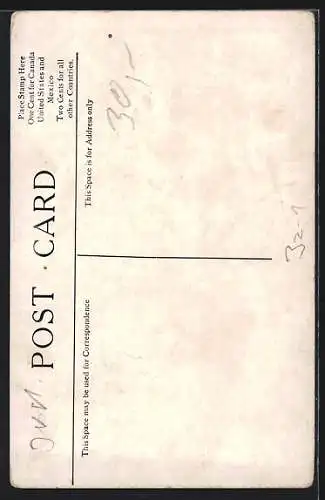 POST CARD
Place Stamp Here
One Cent for Canada
United States and
Mexico
Two Cents for all
other Countries.
This Space may be used for Correspondence
This Space is for Address only
30,-